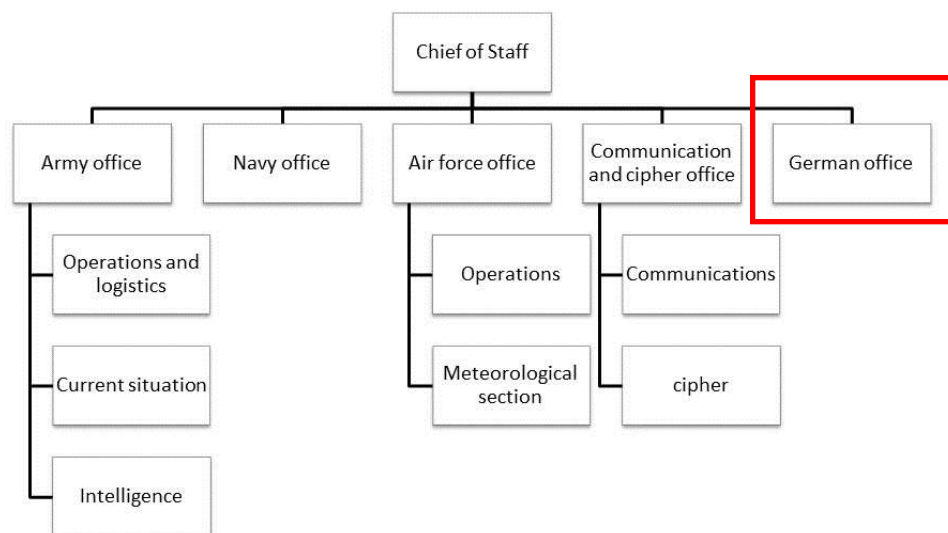 Chief of Staff
Army office
Navy office
Air force office
Communication
and cipher office
German office
Operations and
logistics
Operations
Communications
Current situation
Meteorological
section
cipher
Intelligence